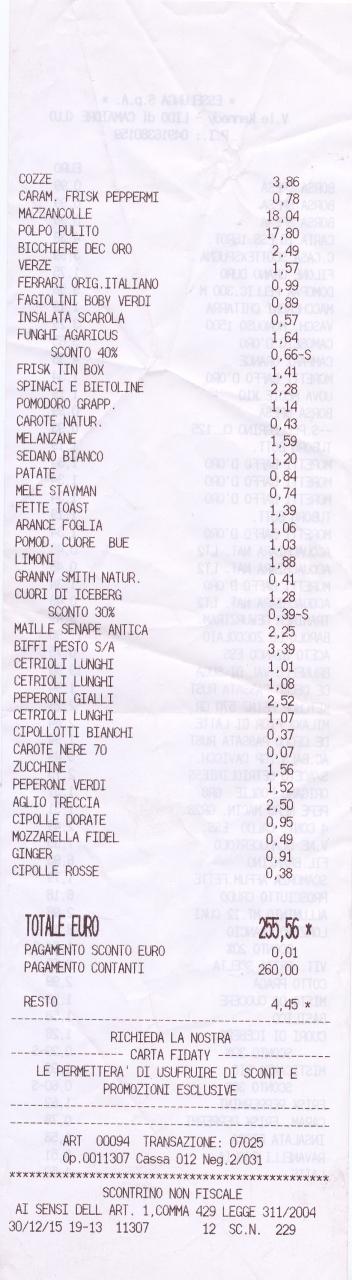 COZZE 3,86
CARAM. FRISK PEPPERMI 0,78
MAZZANCOLLE 18,04
POLPO PULITO 17,80
BICCHIERE DEC ORO 2,49
VERZE 1,57
FERRARI ORIG.ITALIANO 0,99
FAGIOLINI BOBY VERDI 0,89
INSALATA SCAROLA 0,57
FUNGHI AGARICUS 1,64
SCONTO 40% 0,66-S
FRISK TIN BOX 1,41
SPINACI E BIETOLINE 2,28
POMODORO GRAPP. 1,14
CAROTE NATUR. 0,43
MELANZANE 1,59
SEDANO BIANCO 1,20
PATATE 0,84
MELE STAYMAN 0,74
FETTE TOAST 1,39
ARANCE FOGLIA 1,06
POMOD. CUORE BUE 1,03
LIMONI 1,88
GRANNY SMITH NATUR. 0,41
CUORI DI ICEBERG 1,28
SCONTO 30% 0,39-S
MAILLE SENAPE ANTICA 2,25
BIFFI PESTO S/A 3,39
CETRIOLI LUNGHI 1,01
CETRIOLI LUNGHI 1,08
PEPERONI GIALLI 2,52
CETRIOLI LUNGHI 1,07
CIPOLLOTTI BIANCHI 0,37
CAROTE NERE 70 0,07
ZUCCHINE 1,56
PEPERONI VERDI 1,52
AGLIO TRECCIA 2,50
CIPOLLE DORATE 0,95
MOZZARELLA FIDEL 0,49
GINGER 0,91
CIPOLLE ROSSE 0,38
TOTALE EURO 255,56 *
PAGAMENTO SCONTO EURO 0,01
PAGAMENTO CONTANTI 260,00
RESTO 4,45 *
RICHIEDA LA NOSTRA
CARTA FIDATY
LE PERMETTERA' DI USUFRUIRE DI SCONTI E
PROMOZIONI ESCLUSIVE
ART 00094 TRANSAZIONE: 07025
Op.0011307 Cassa 012 Neg.2/031
SCONTRINO NON FISCALE
AI SENSI DELL ART. 1,COMMA 429 LEGGE 311/2004
30/12/15 19-13 11307 12 SC.N. 229